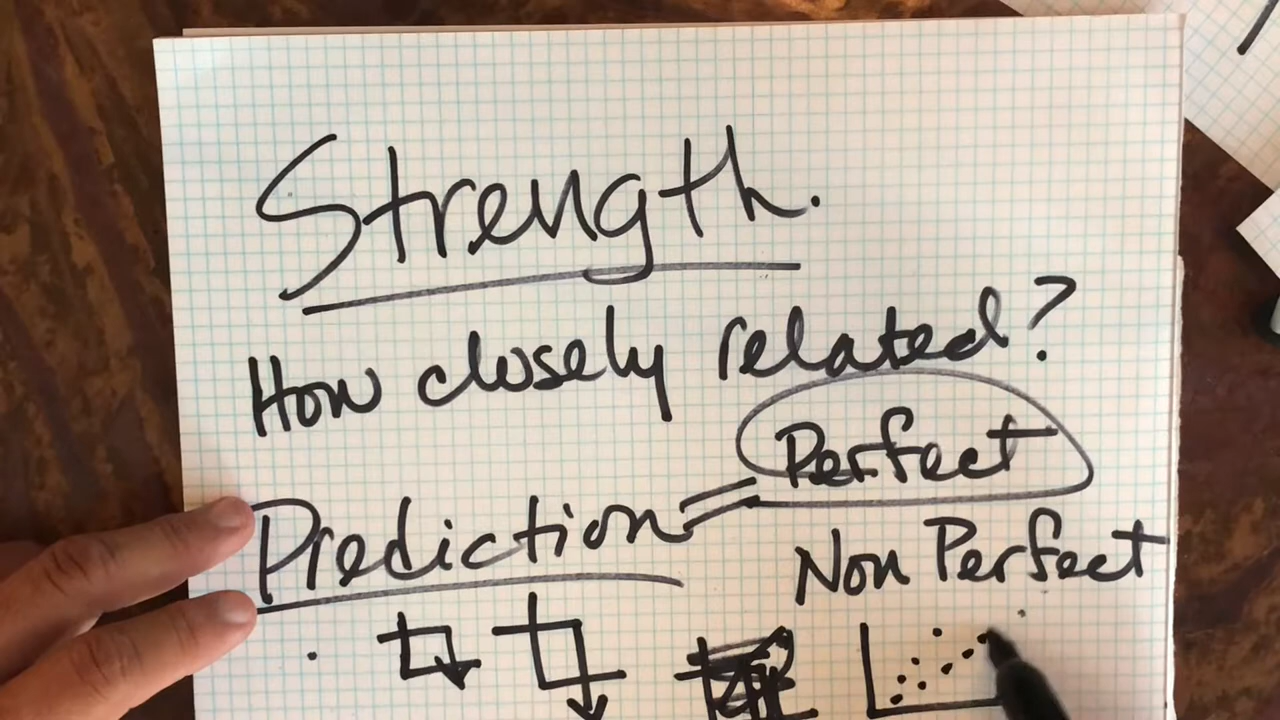 Strength.
How closely related?
Perfect
Prediction =
Non Perfect